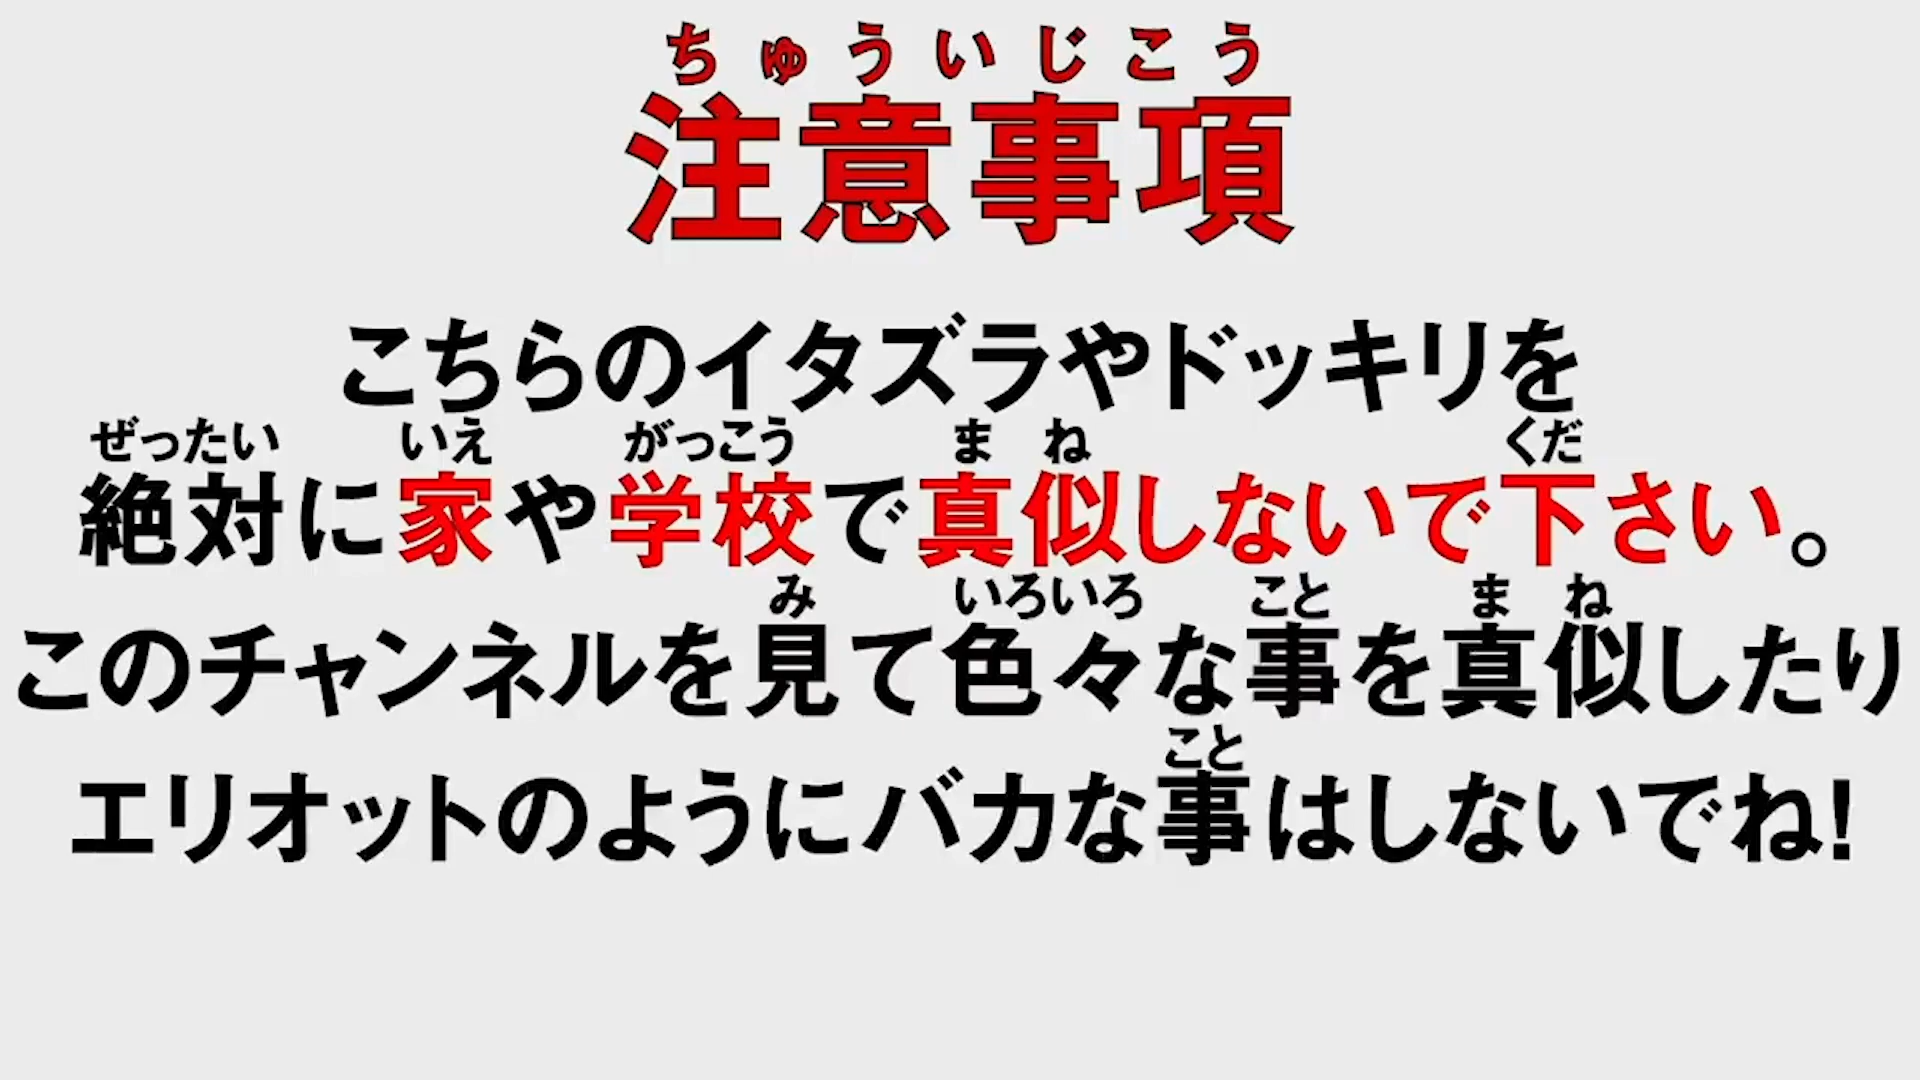 ちゅういじこう
注意事項
こちらのイタズラやドッキリを
ぜったい いえ がっこう まね くだ
絶対に家や学校で真似しないで下さい。
み いろいろ こと まね
このチャンネルを見て色々な事を真似したり
こと
エリオットのようにバカな事はしないでね!